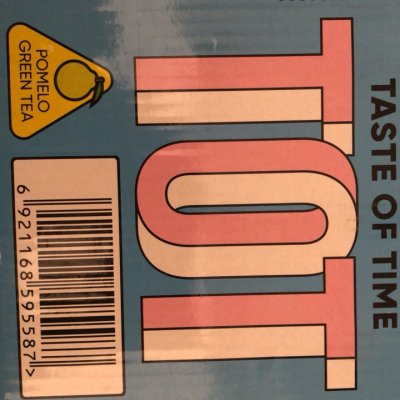 TASTE OF TIME
TOT
POMELO
GREEN TEA
6 921168 595587 >